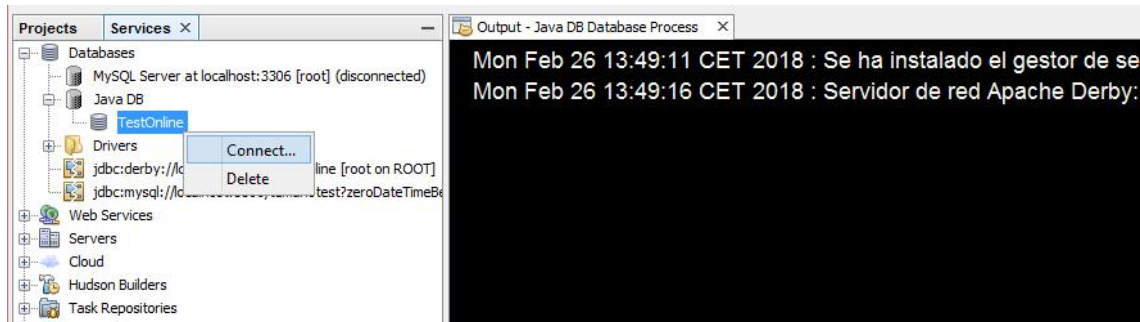 Projects
Services
Databases
MySQL Server at localhost:3306 [root] (disconnected)
Java DB
TestOnline
Drivers
jdbc:derby://lo line [root on ROOT]
jdbc:mysql://lo test?zeroDateTimeBe
Web Services
Servers
Cloud
Hudson Builders
Task Repositories
Connect...
Delete
Output - Java DB Database Process
Mon Feb 26 13:49:11 CET 2018 : Se ha instalado el gestor de se
Mon Feb 26 13:49:16 CET 2018 : Servidor de red Apache Derby: